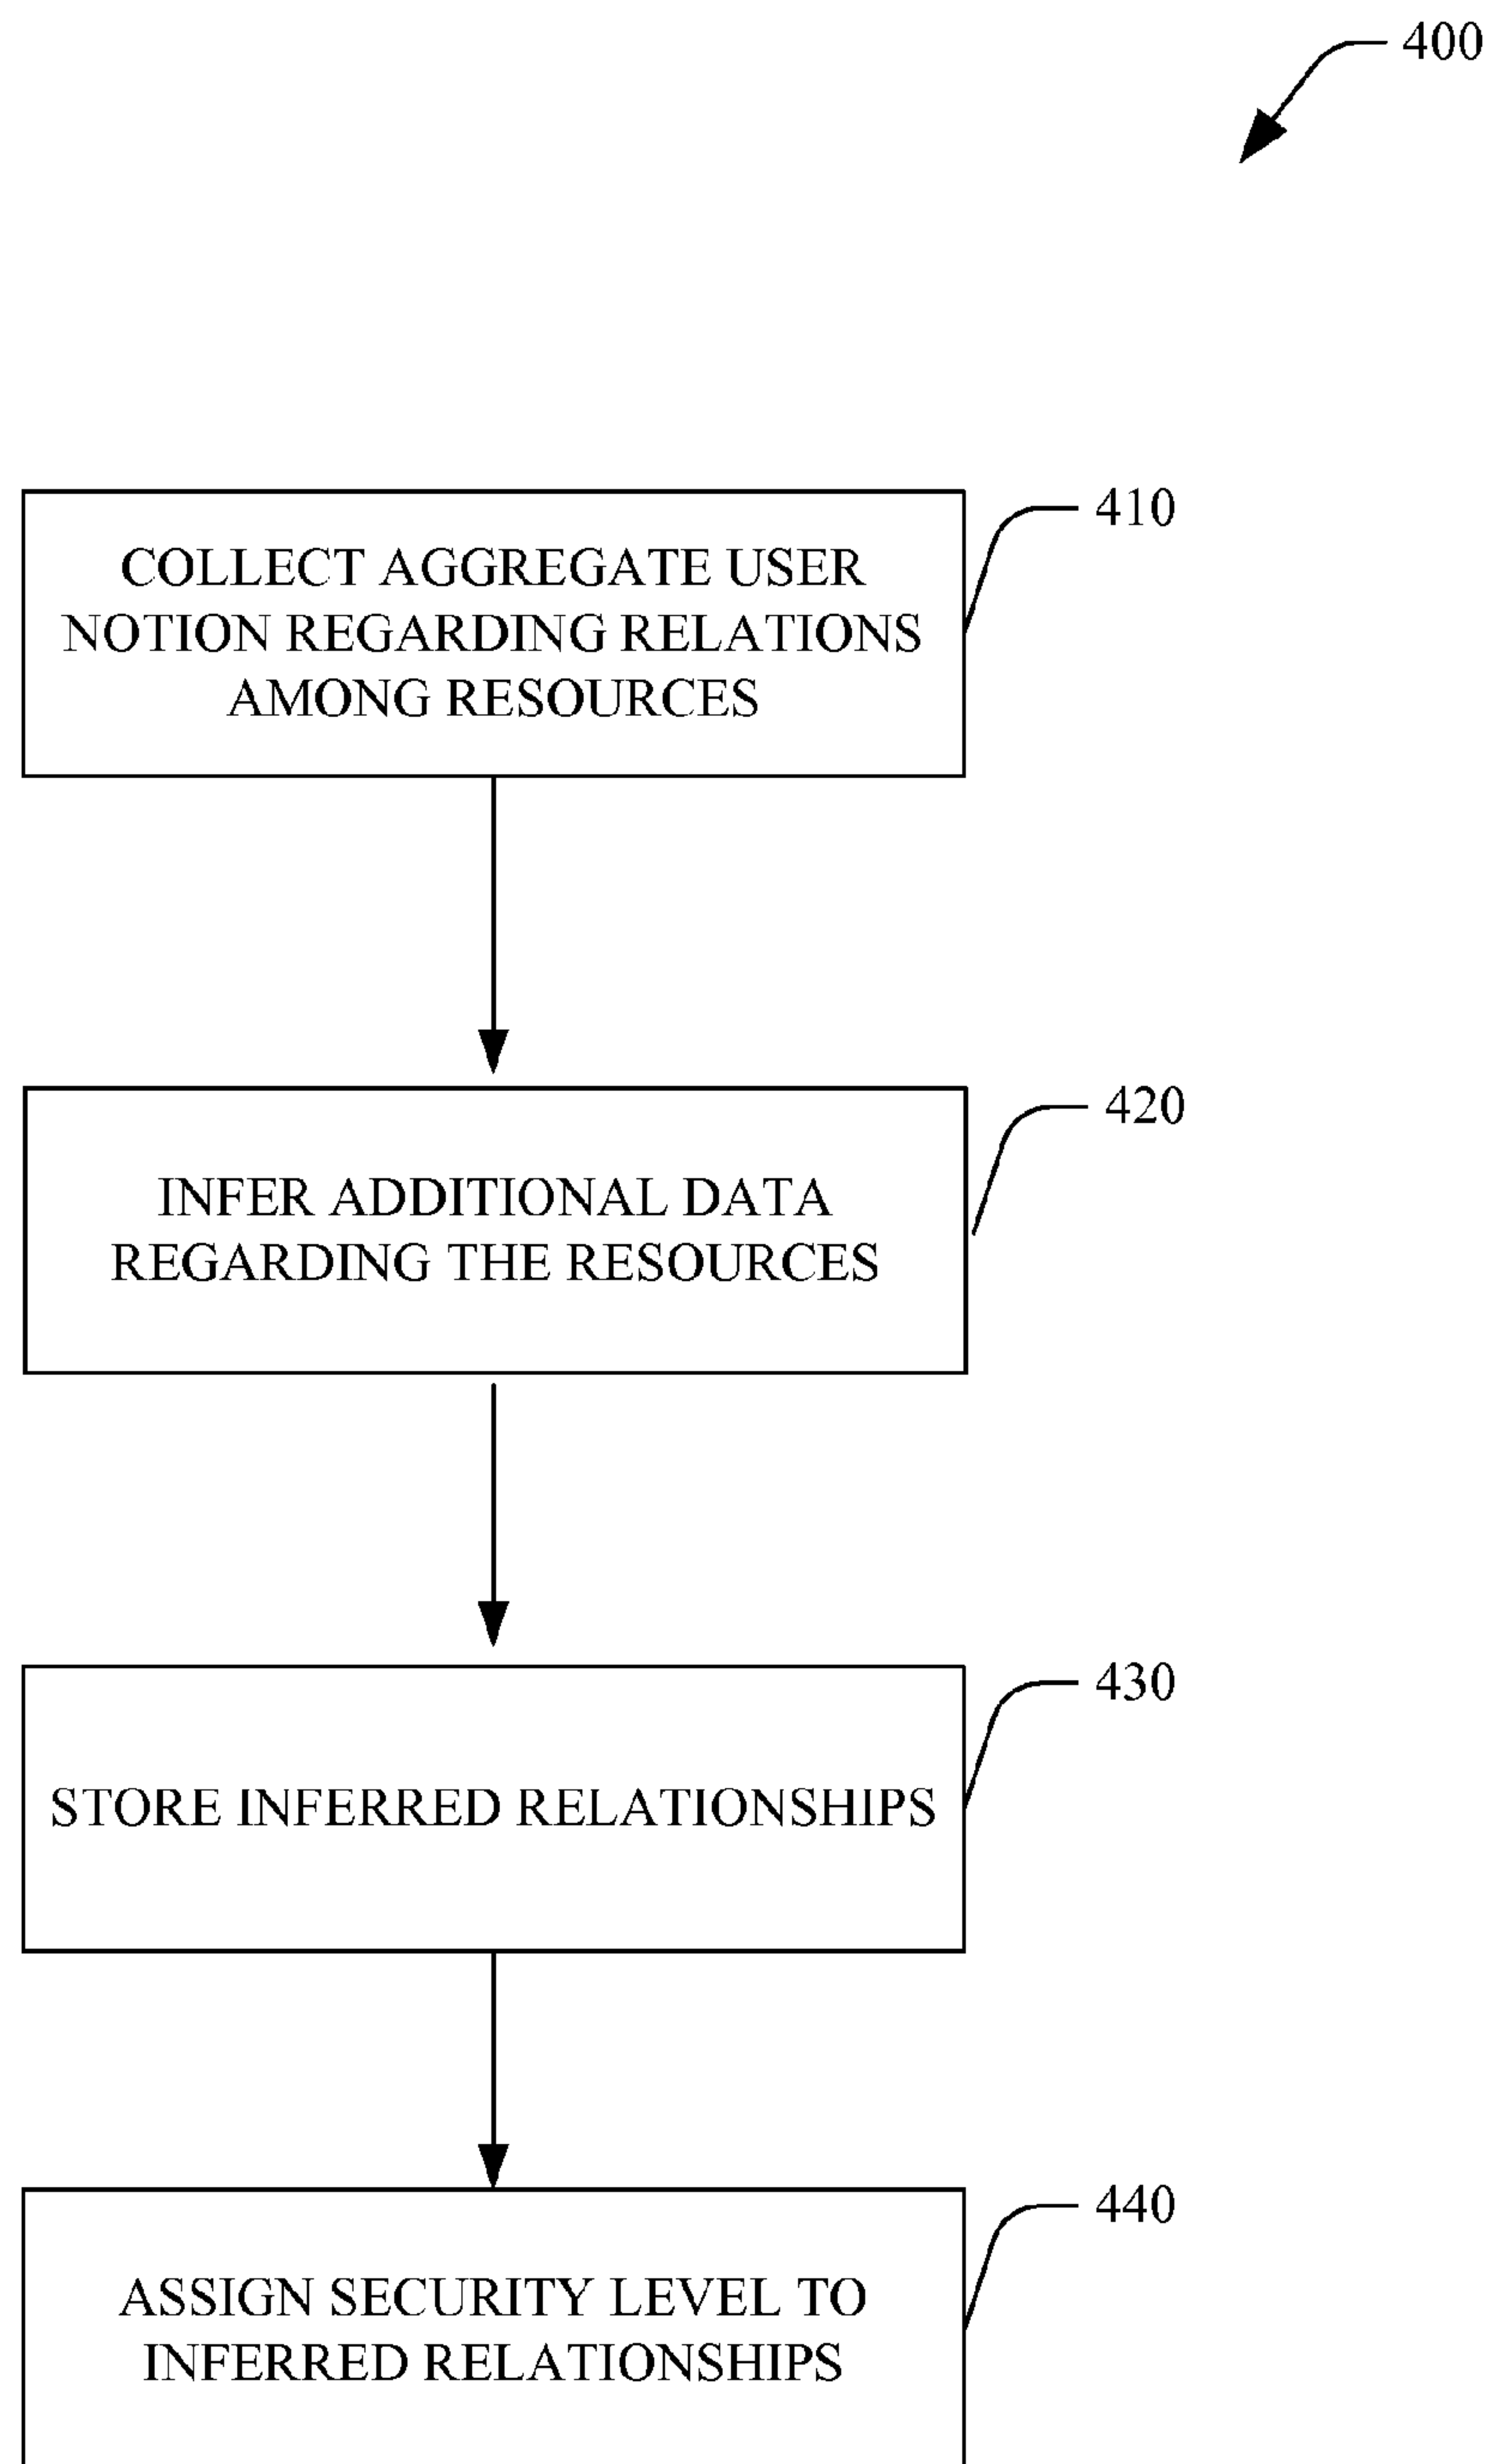 400
COLLECT AGGREGATE USER
NOTION REGARDING RELATIONS
AMONG RESOURCES
410
INFER ADDITIONAL DATA
REGARDING THE RESOURCES
420
STORE INFERRED RELATIONSHIPS
430
ASSIGN SECURITY LEVEL TO
INFERRED RELATIONSHIPS
440